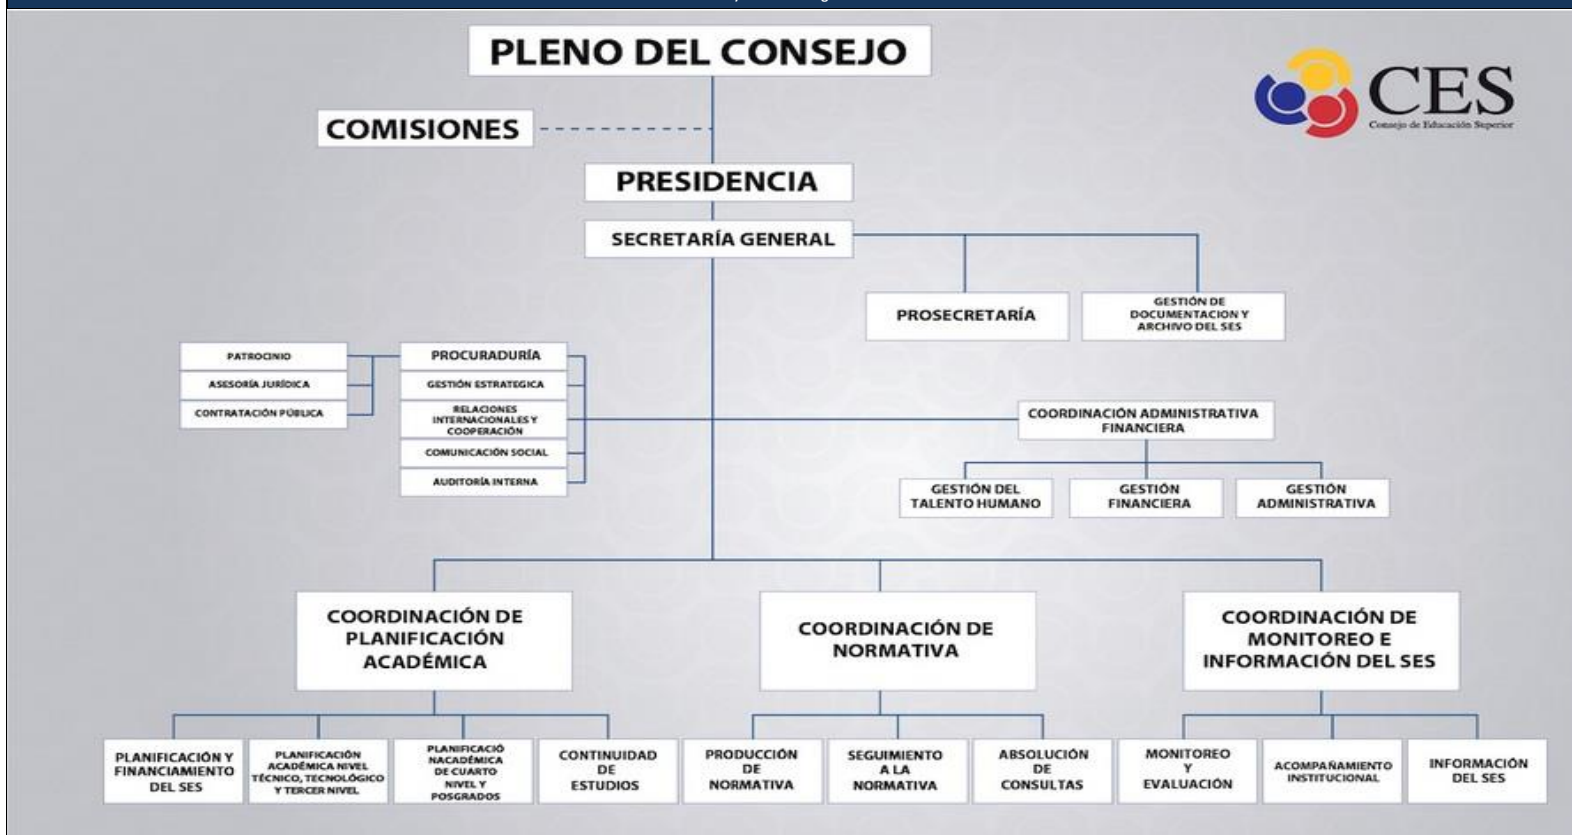 PLENO DEL CONSEJO
CES
Consejo de Educación Superior
COMISIONES
PRESIDENCIA
SECRETARÍA GENERAL
PROSECRETARÍA
GESTIÓN DE
DOCUMENTACION Y
ARCHIVO DEL SES
PATROCINIO
ASESORÍA JURÍDICA
CONTRATACIÓN PÚBLICA
PROCURADURÍA
GESTIÓN ESTRATEGICA
RELACIONES
INTERNACIONALES Y
COOPERACIÓN
COMUNICACIÓN SOCIAL
AUDITORÍA INTERNA
COORDINACIÓN ADMINISTRATIVA
FINANCIERA
GESTIÓN DEL
TALENTO HUMANO
GESTIÓN
FINANCIERA
GESTIÓN
ADMINISTRATIVA
COORDINACIÓN DE
PLANIFICACIÓN
ACADÉMICA
COORDINACIÓN DE
NORMATIVA
COORDINACIÓN DE
MONITOREO E
INFORMACIÓN DEL SES
PLANIFICACIÓN Y
FINANCIAMIENTO
DEL SES
PLANIFICACIÓN
ACADÉMICA NIVEL
TÉCNICO, TECNOLÓGICO
Y TERCER NIVEL
PLANIFICACIÓ
NACADÉMICA
DE CUARTO
NIVEL Y
POSGRADOS
CONTINUIDAD
DE
ESTUDIOS
PRODUCCIÓN
DE
NORMATIVA
SEGUIMIENTO
A LA
NORMATIVA
ABSOLUCIÓN
DE
CONSULTAS
MONITOREO
Y
EVALUACIÓN
ACOMPAÑAMIENTO
INSTITUCIONAL
INFORMACIÓN
DEL SES